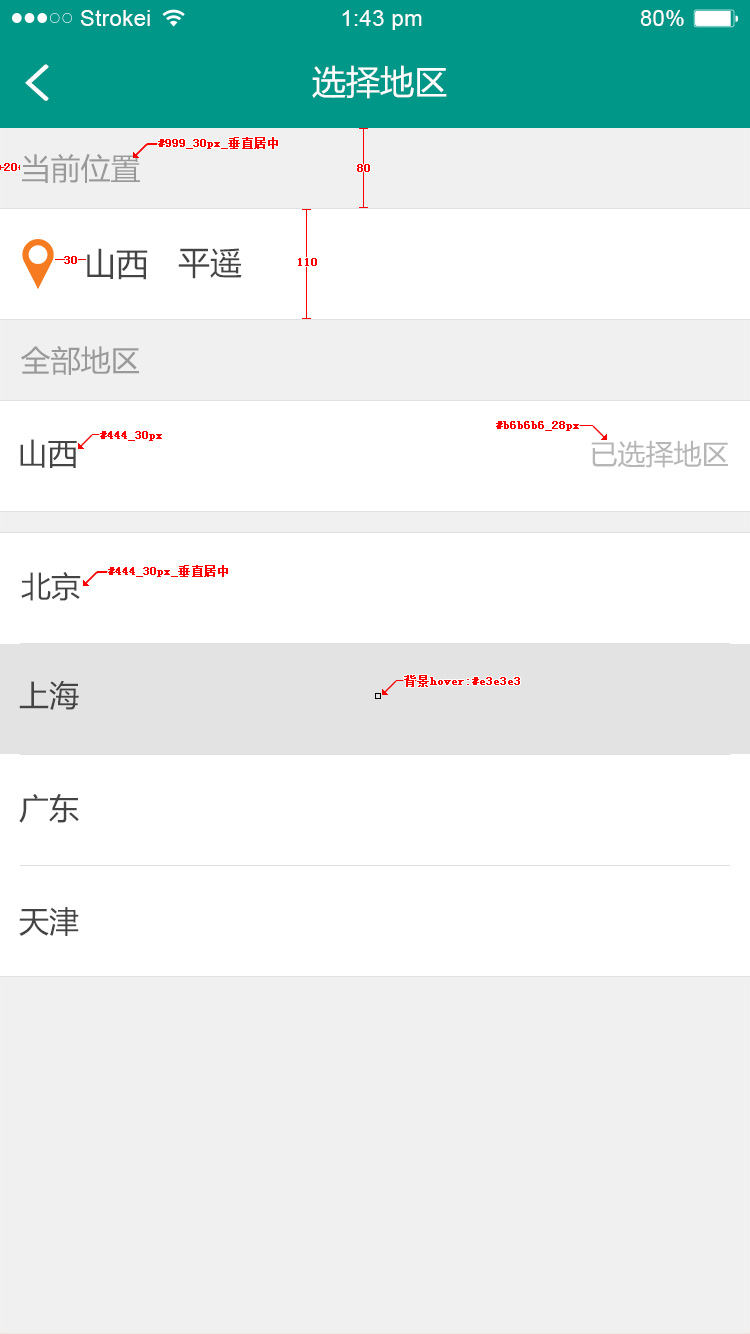 Strokei 1:43 pm 80%
选择地区
#999_30px_垂直居中
20 当前位置 80
30 山西 平遥 110
全部地区
#444_30px #b6b6b6_28px
山西 已选择地区
#444_30px_垂直居中
北京
背景hover:#e3e3e3
上海
广东
天津